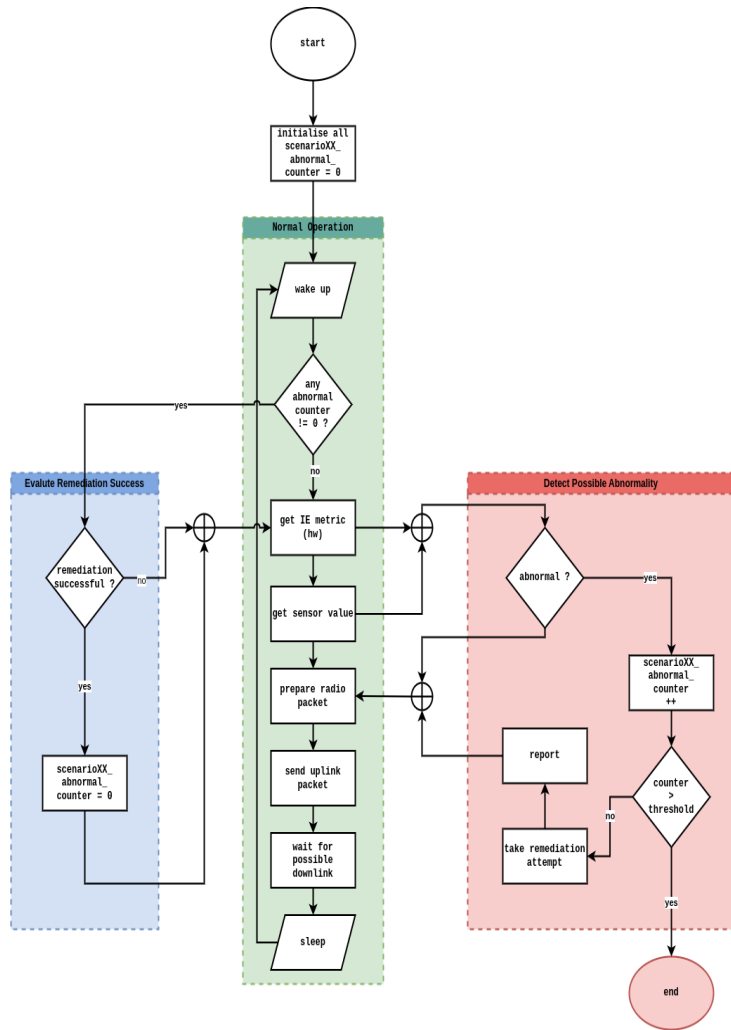 start
initialise all
scenarioXX_
abnormal_
counter = 0
Normal Operation
wake up
any
abnormal
counter
!= 0 ?
yes
no
Evalute Remediation Success
remediation
successful ?
no
yes
scenarioXX_
abnormal_
counter = 0
get IE metric
(hw)
get sensor value
prepare radio
packet
send uplink
packet
wait for
possible
downlink
sleep
Detect Possible Abnormality
abnormal ?
yes
scenarioXX_
abnormal_
counter
++
counter
>
threshold
no
take remediation
attempt
report
yes
end